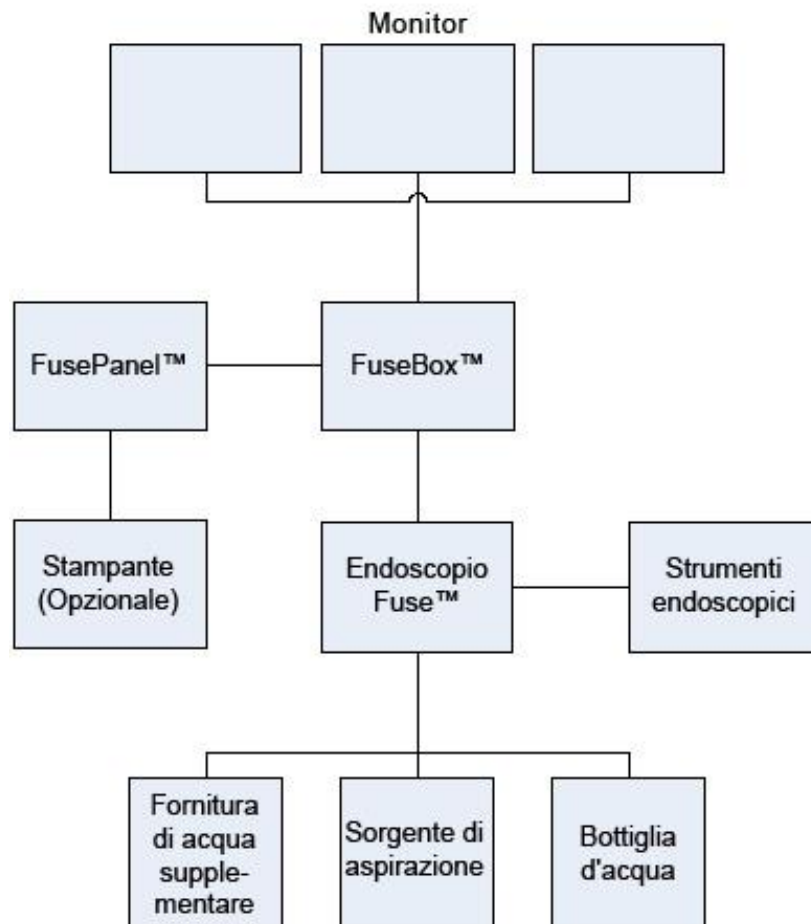 Monitor
FusePanel™
FuseBox™
Stampante
(Opzionale)
Endoscopio
Fuse™
Strumenti
endoscopici
Fornitura
di acqua
supple-
mentare
Sorgente di
aspirazione
Bottiglia
d'acqua